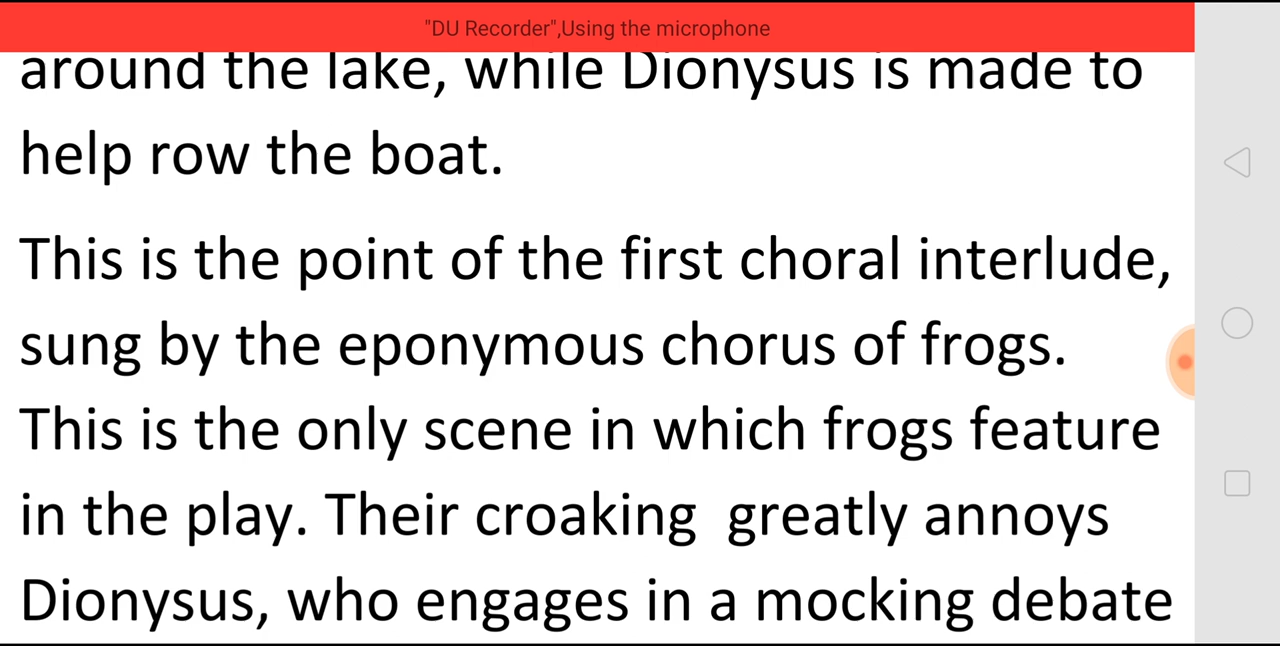 "DU Recorder",Using the microphone
around the lake, while Dionysus is made to
help row the boat.
This is the point of the first choral interlude,
sung by the eponymous chorus of frogs.
This is the only scene in which frogs feature
in the play. Their croaking  greatly annoys
Dionysus, who engages in a mocking debate